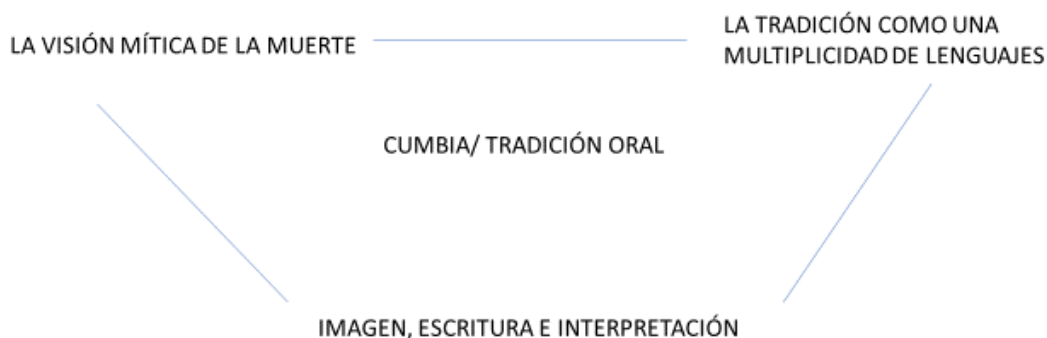 LA VISIÓN MÍTICA DE LA MUERTE
LA TRADICIÓN COMO UNA
MULTIPLICIDAD DE LENGUAJES
CUMBIA/ TRADICIÓN ORAL
IMAGEN, ESCRITURA E INTERPRETACIÓN